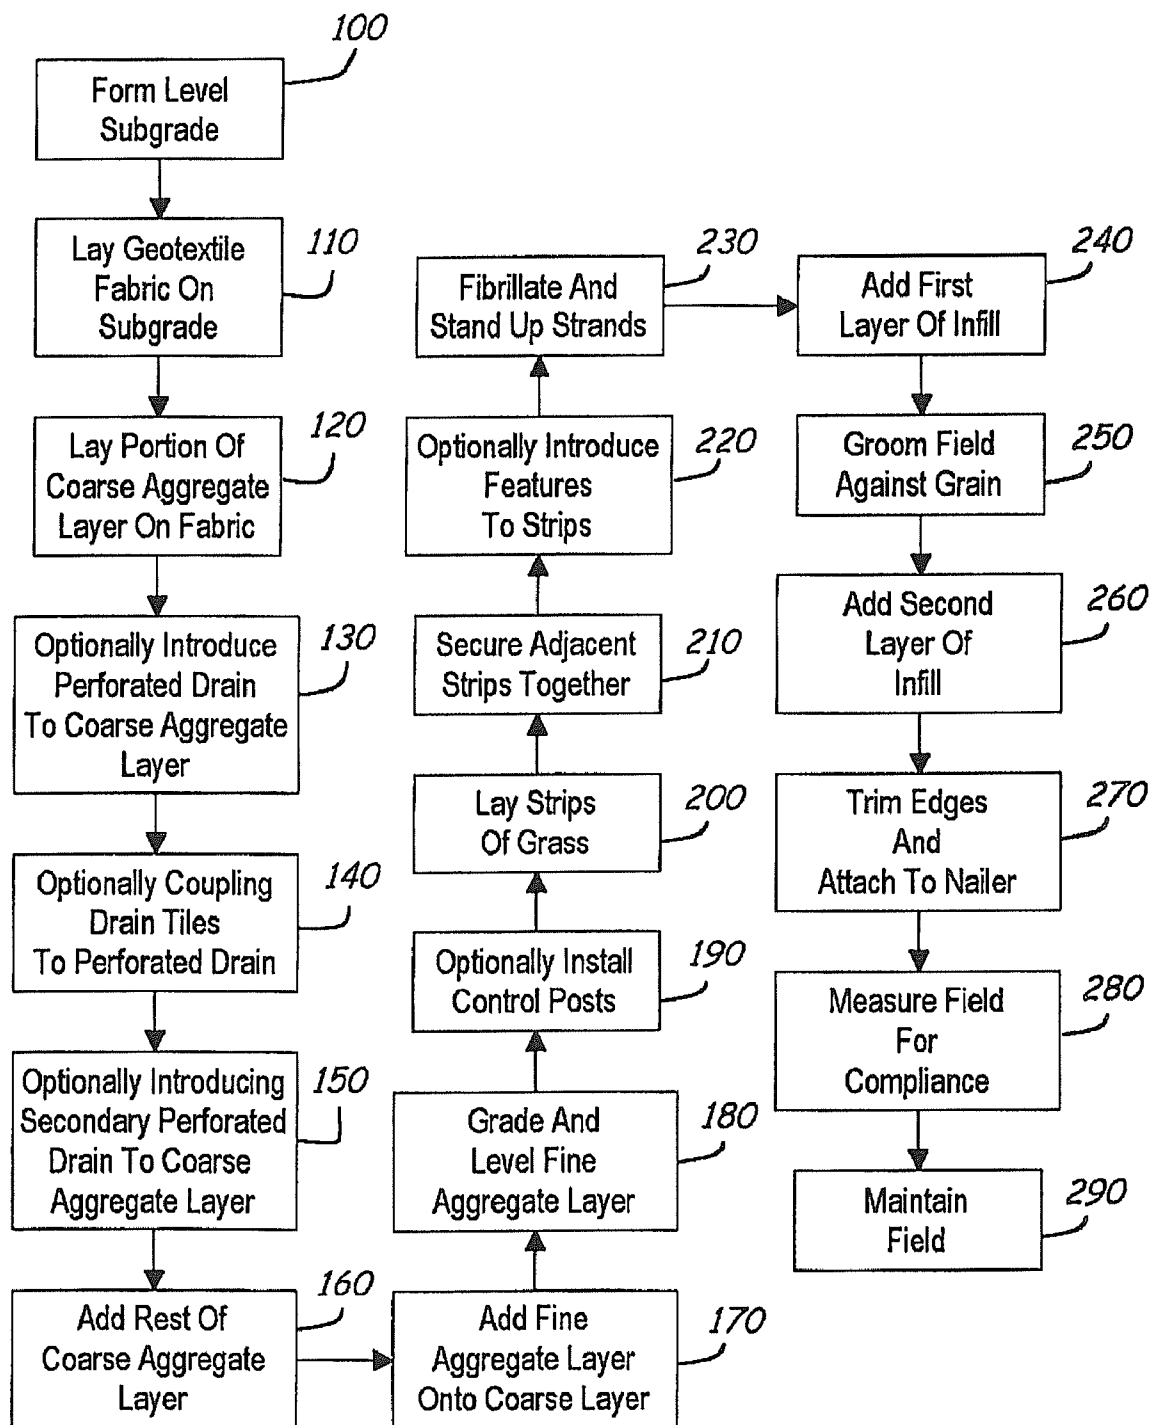 100
Form Level
Subgrade
110
Lay Geotextile
Fabric On
Subgrade
120
Lay Portion Of
Coarse Aggregate
Layer On Fabric
130
Optionally Introduce
Perforated Drain
To Coarse Aggregate
Layer
140
Optionally Coupling
Drain Tiles
To Perforated Drain
150
Optionally Introducing
Secondary Perforated
Drain To Coarse
Aggregate Layer
160
Add Rest Of
Coarse Aggregate
Layer
170
Add Fine
Aggregate Layer
Onto Coarse Layer
180
Grade And
Level Fine
Aggregate Layer
190
Optionally Install
Control Posts
200
Lay Strips
Of Grass
210
Secure Adjacent
Strips Together
220
Optionally Introduce
Features
To Strips
230
Fibrillate And
Stand Up Strands
240
Add First
Layer Of Infill
250
Groom Field
Against Grain
260
Add Second
Layer Of
Infill
270
Trim Edges
And
Attach To Nailer
280
Measure Field
For
Compliance
290
Maintain
Field